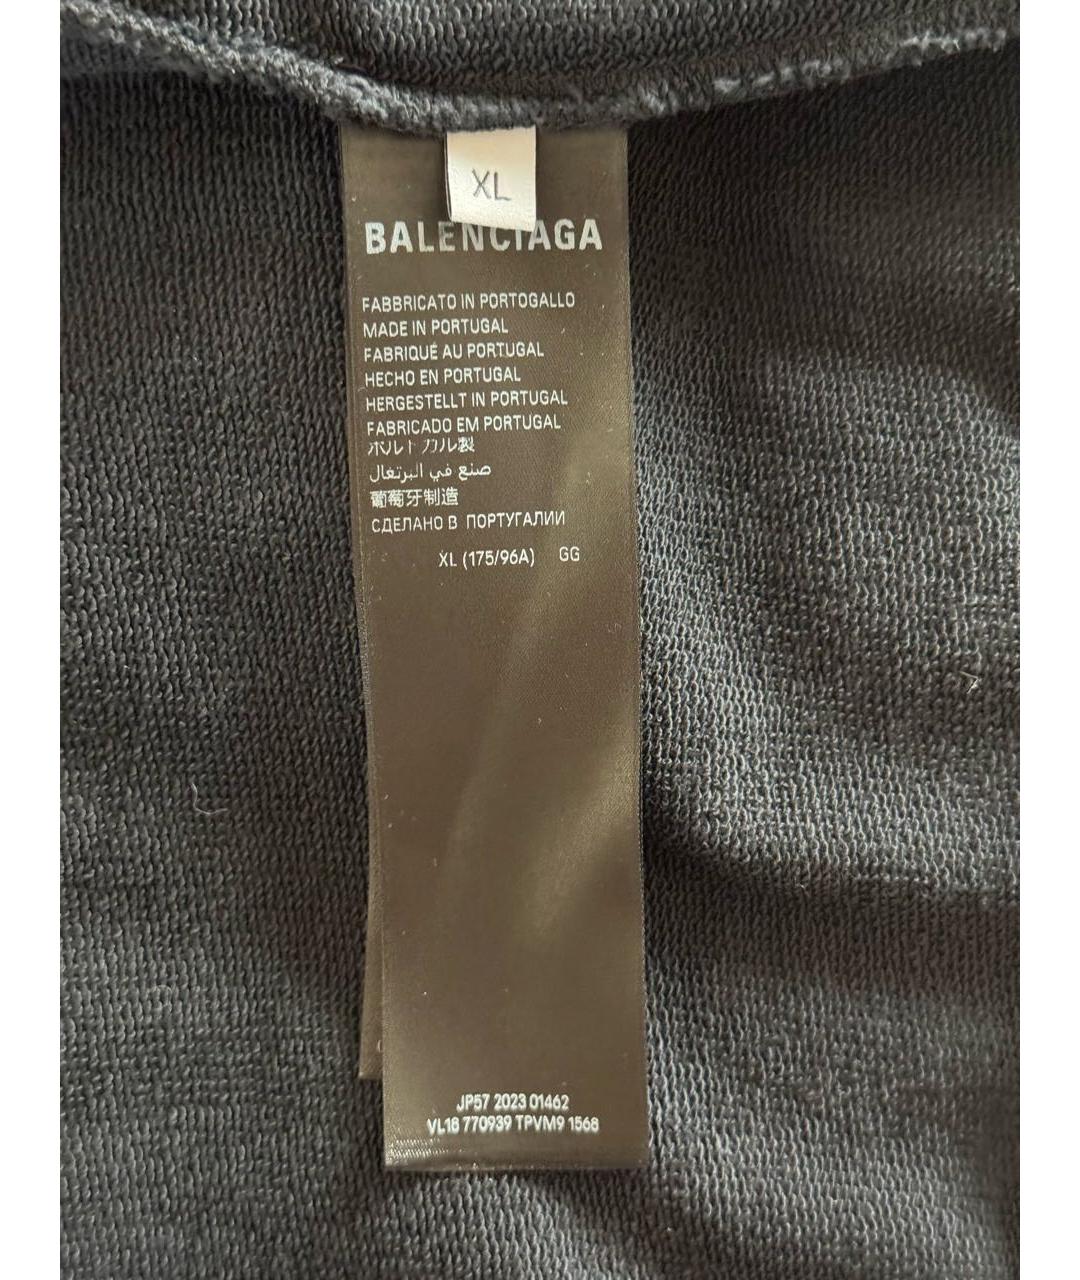 XL
BALENCIAGA
FABBRICATO IN PORTOGALLO
MADE IN PORTUGAL
FABRIQUÉ AU PORTUGAL
HECHO EN PORTUGAL
HERGESTELLT IN PORTUGAL
FABRICADO EM PORTUGAL
ポルトガル製
صنع في البرتغال
葡萄牙制造
СДЕЛАНО В ПОРТУГАЛИИ
XL (175/96A) GG
JP57 2023 01462
VL18 770939 TPVM9 1568